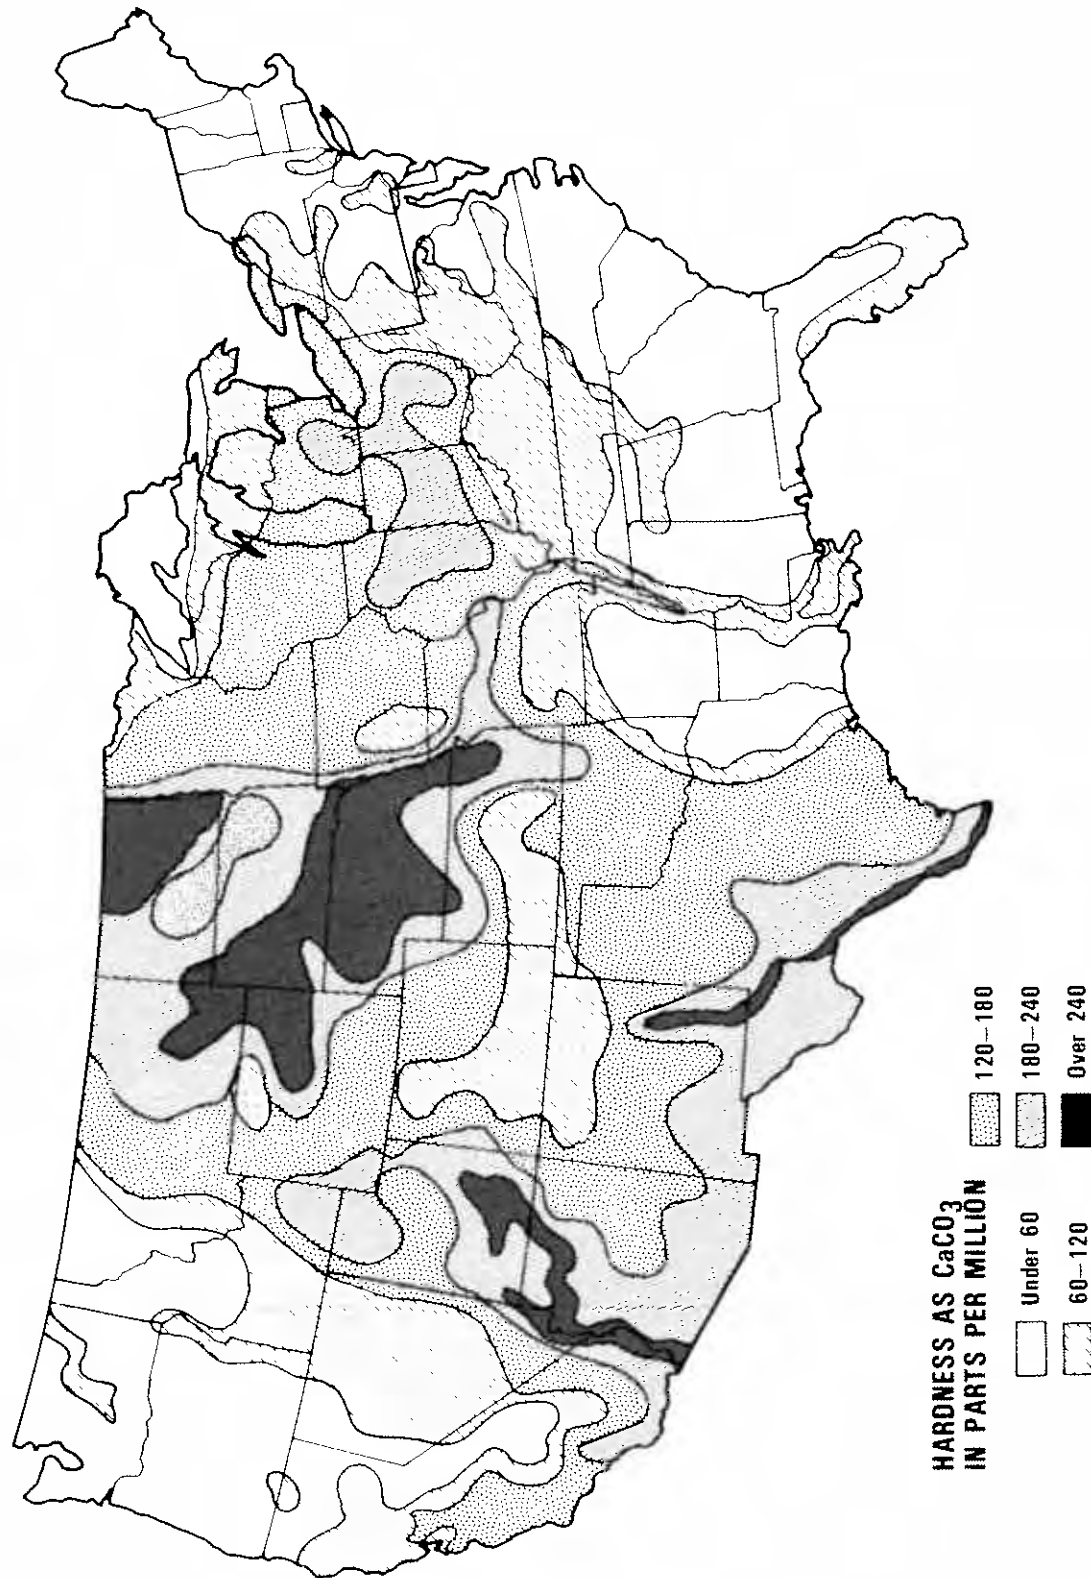 HARDNESS AS CaCO3
IN PARTS PER MILLION
Under 60
60–120
120–180
180–240
Over 240